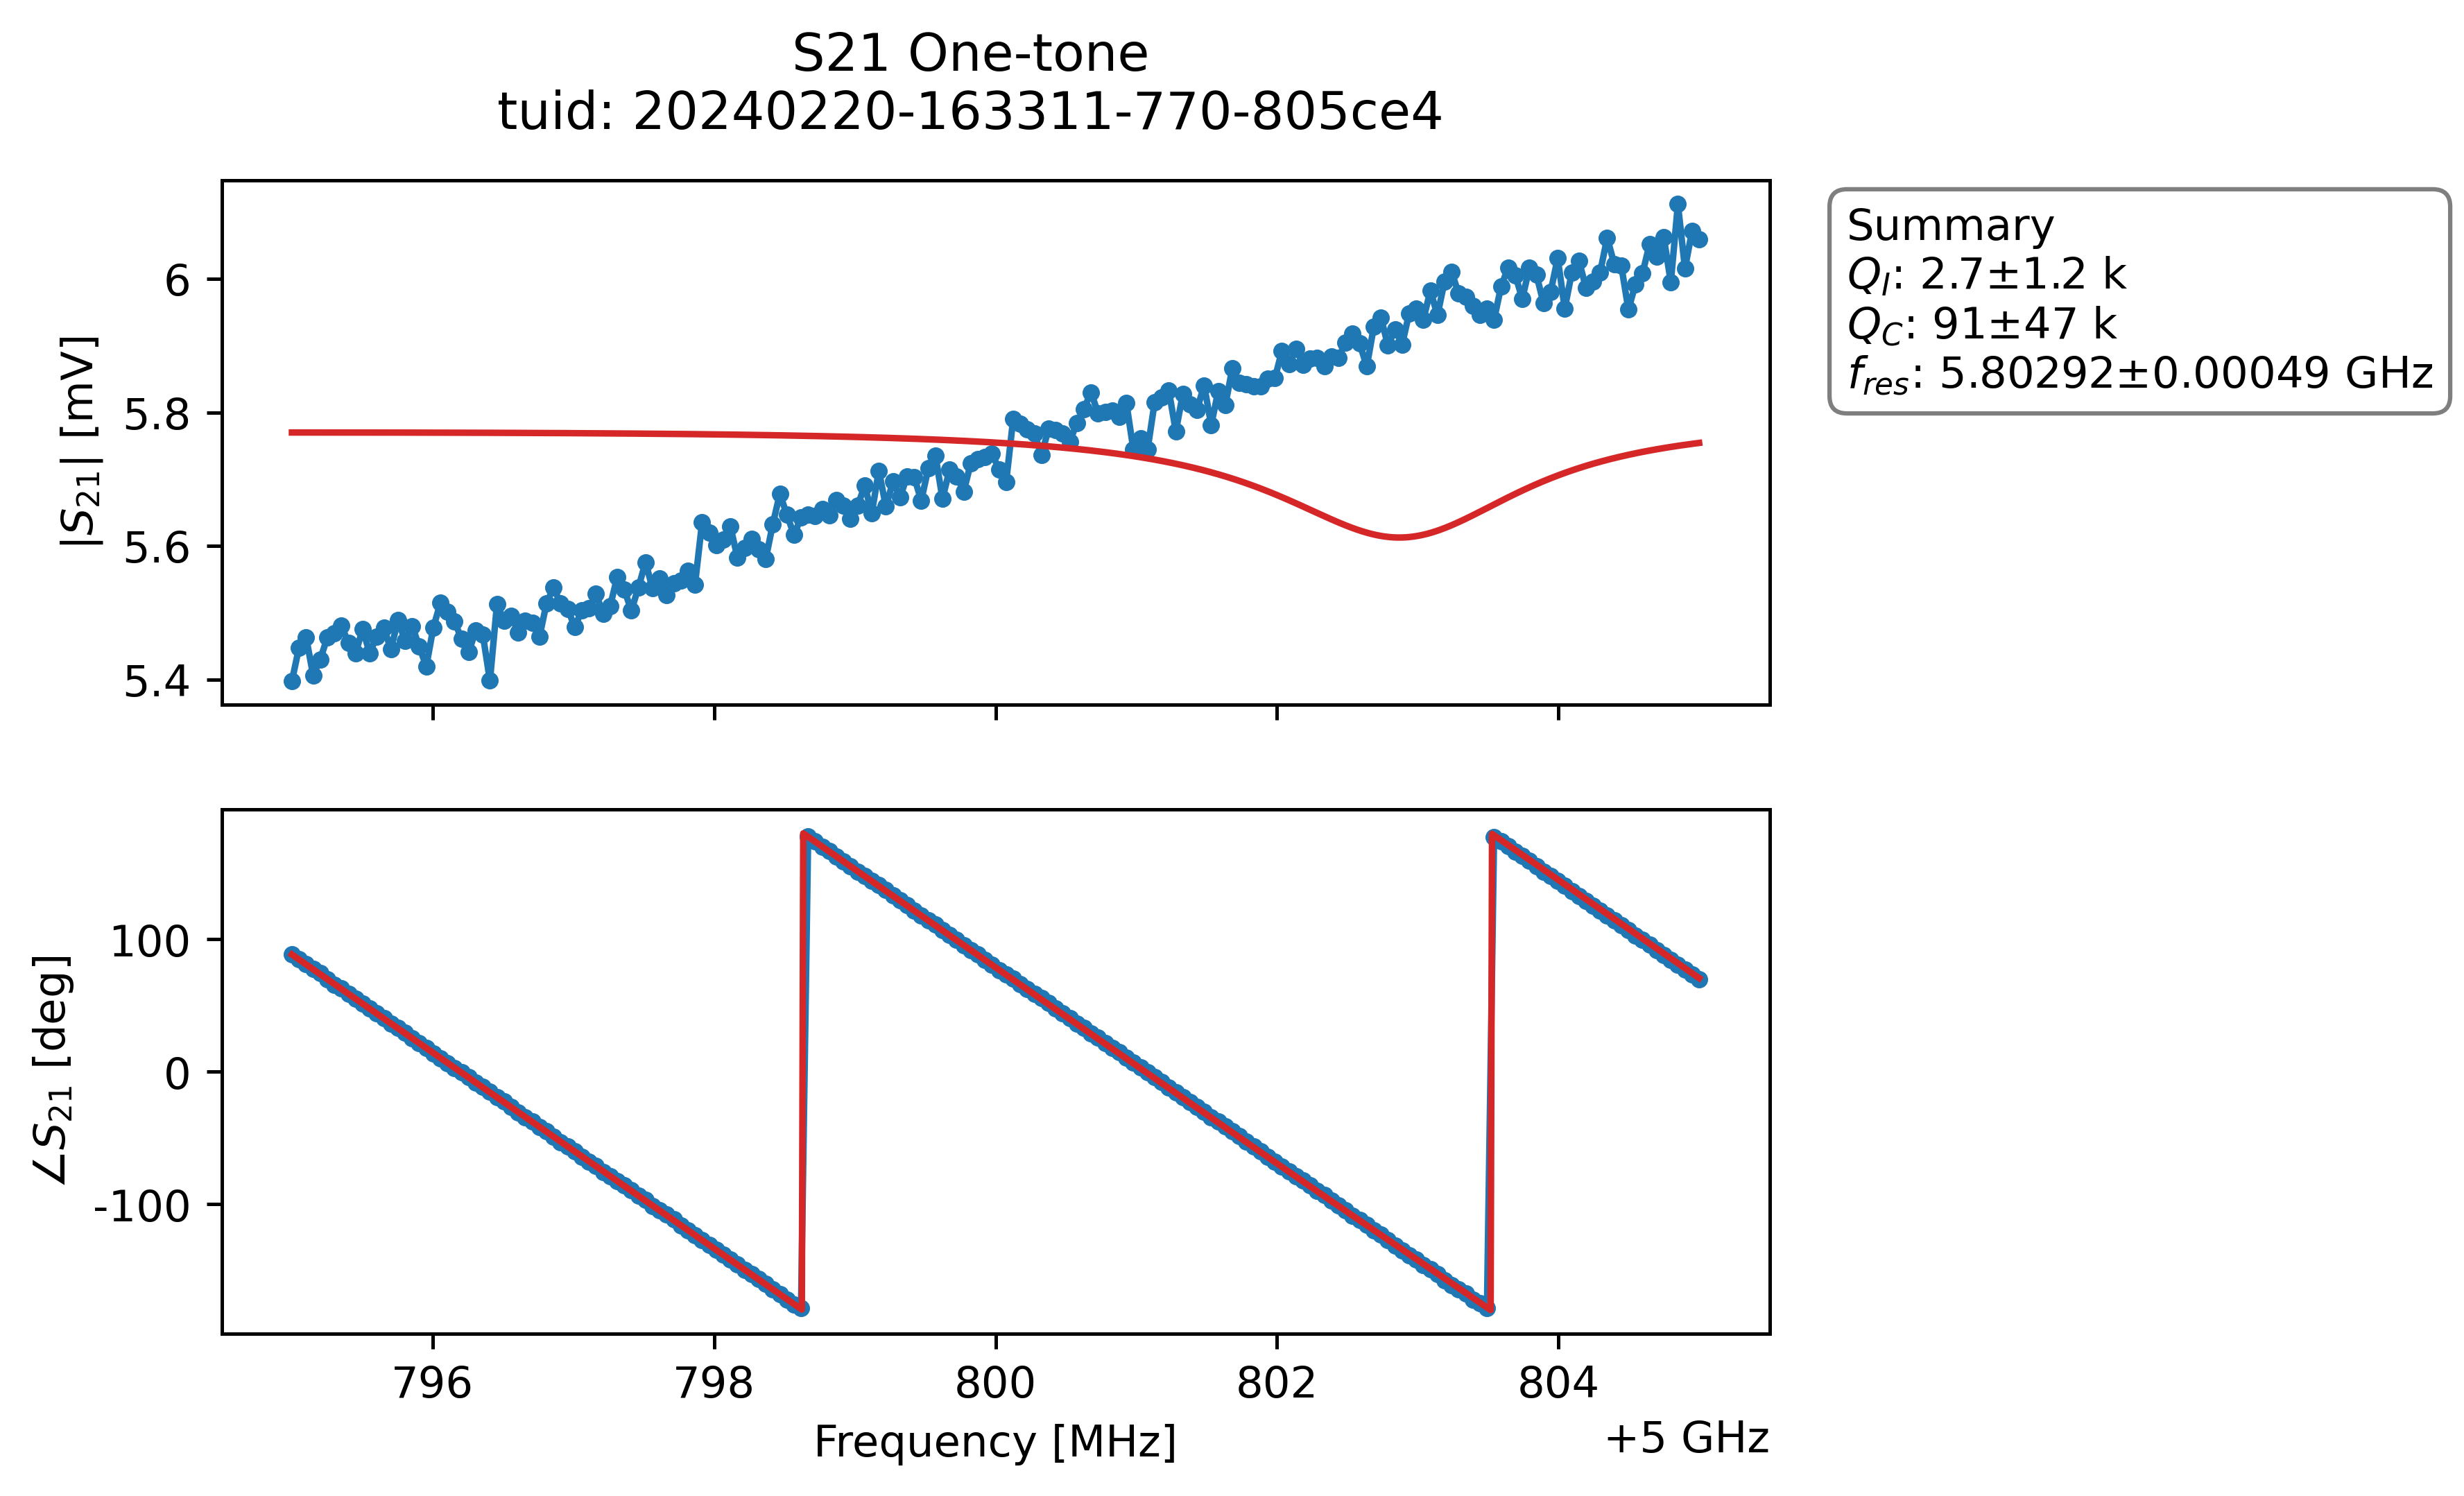 S21 One-tone
tuid: 20240220-163311-770-805ce4
|S21| [mV]
6
5.8
5.6
5.4
Summary
Ql: 2.7±1.2 k
QC: 91±47 k
fres: 5.80292±0.00049 GHz
∠S21 [deg]
100
0
-100
796 798 800 802 804
Frequency [MHz]
+5 GHz